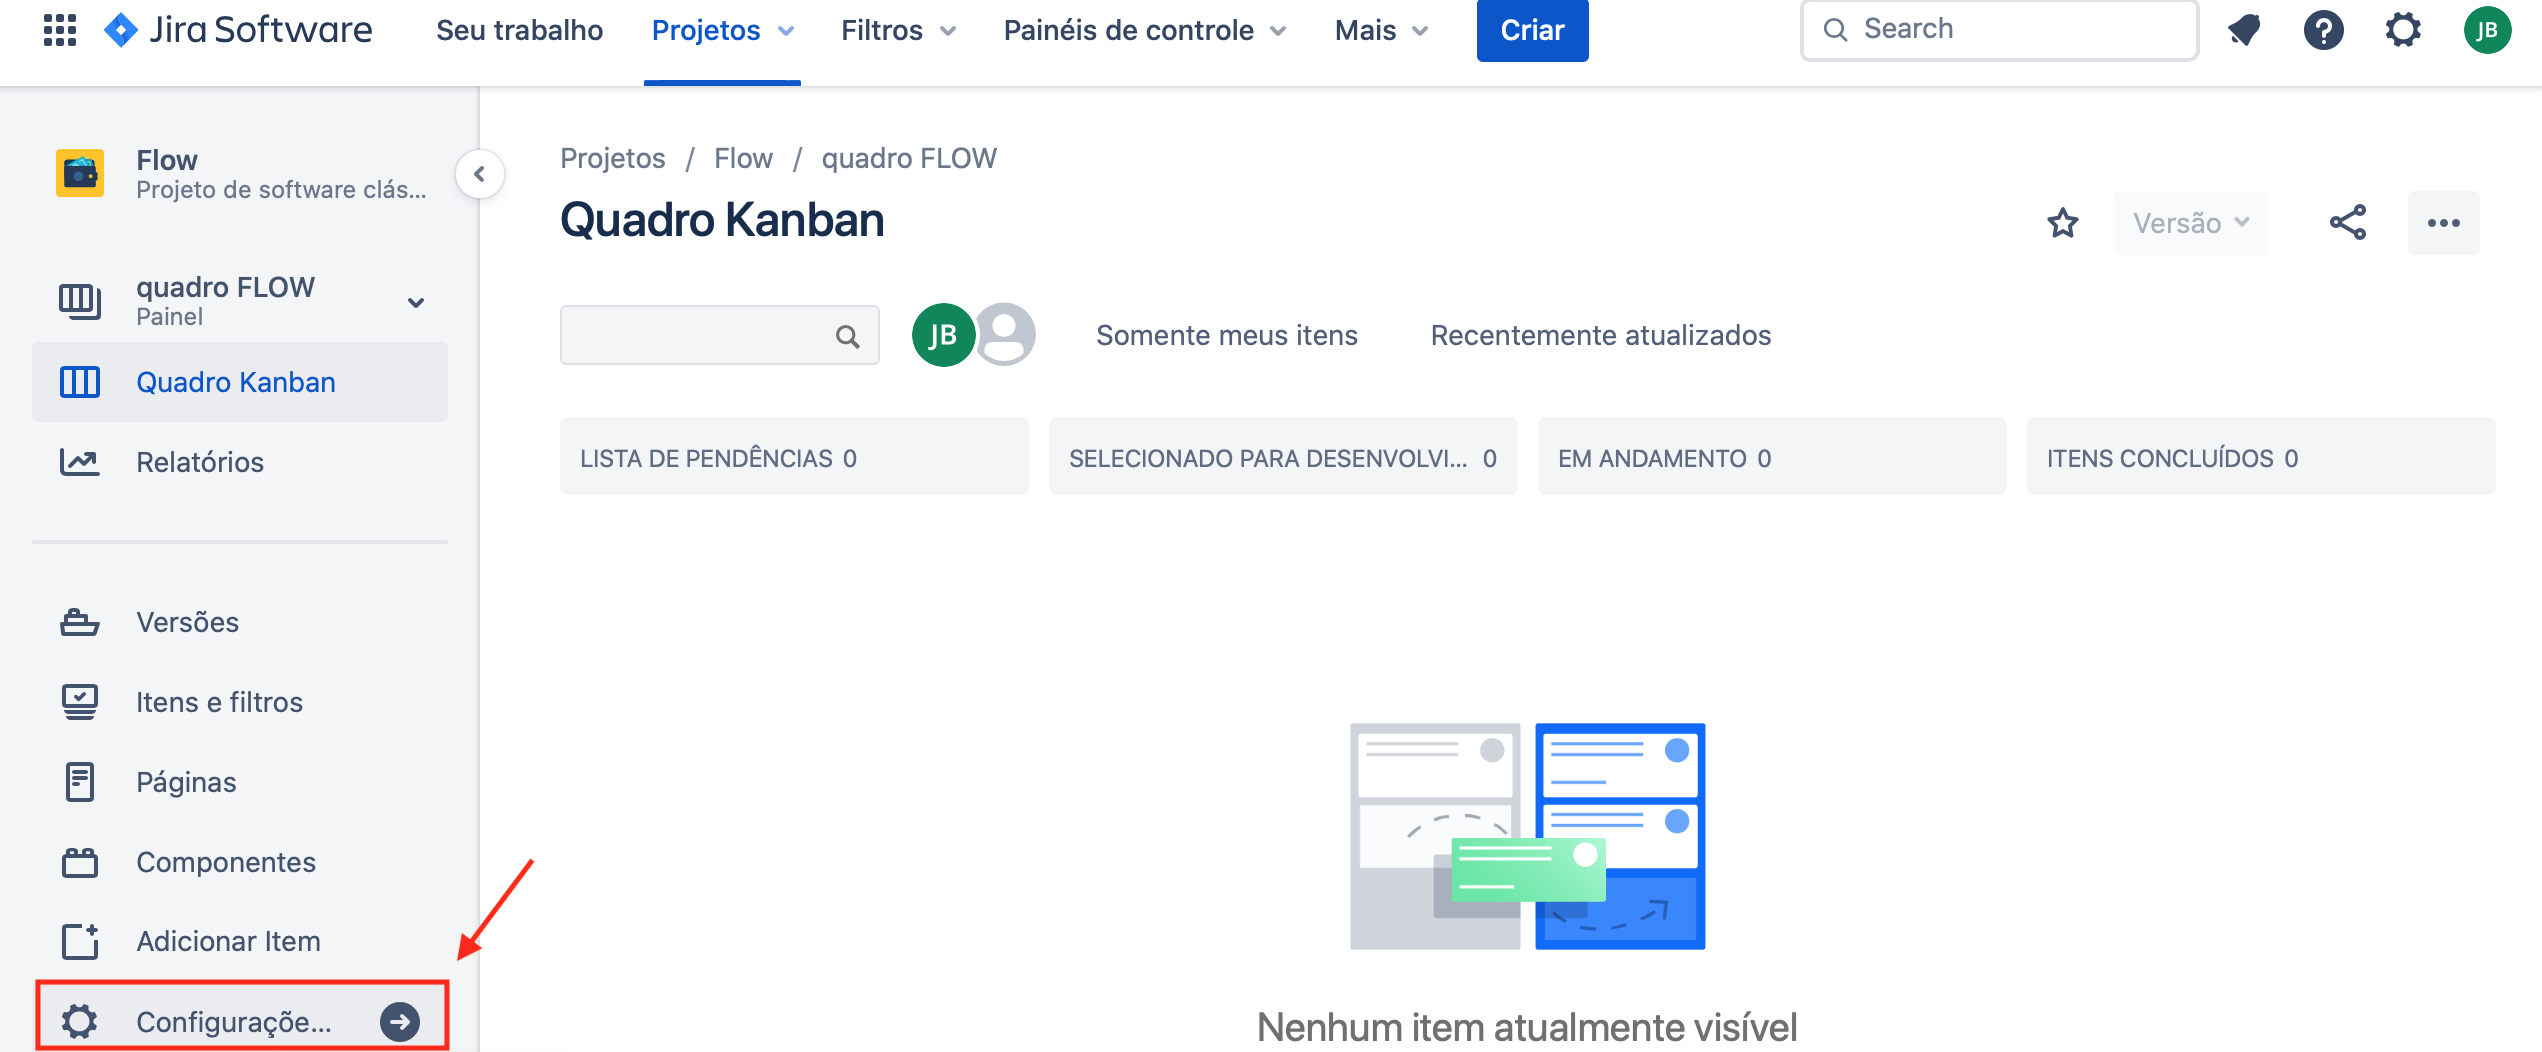 Jira Software Seu trabalho Projetos Filtros Painéis de controle Mais Criar Search JB
Flow
Projeto de software clás...
quadro FLOW
Painel
Quadro Kanban
Relatórios
Versões
Itens e filtros
Páginas
Componentes
Adicionar Item
Configuraçõe...
Projetos / Flow / quadro FLOW
Quadro Kanban
Versão
JB Somente meus itens Recentemente atualizados
LISTA DE PENDÊNCIAS 0 SELECIONADO PARA DESENVOLVI... 0 EM ANDAMENTO 0 ITENS CONCLUÍDOS 0
Nenhum item atualmente visível